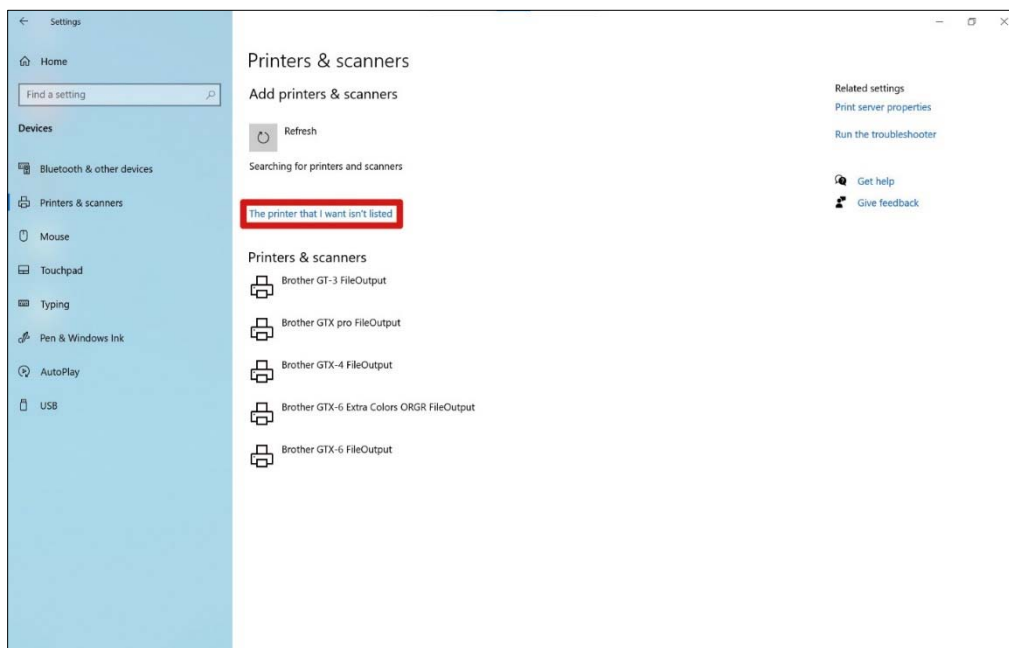 Settings
Home
Find a setting
Devices
Bluetooth & other devices
Printers & scanners
Mouse
Touchpad
Typing
Pen & Windows Ink
AutoPlay
USB
Printers & scanners
Add printers & scanners
Refresh
Searching for printers and scanners
The printer that I want isn't listed
Printers & scanners
Brother GT-3 FileOutput
Brother GTX pro FileOutput
Brother GTX-4 FileOutput
Brother GTX-6 Extra Colors ORGR FileOutput
Brother GTX-6 FileOutput
Related settings
Print server properties
Run the troubleshooter
Get help
Give feedback